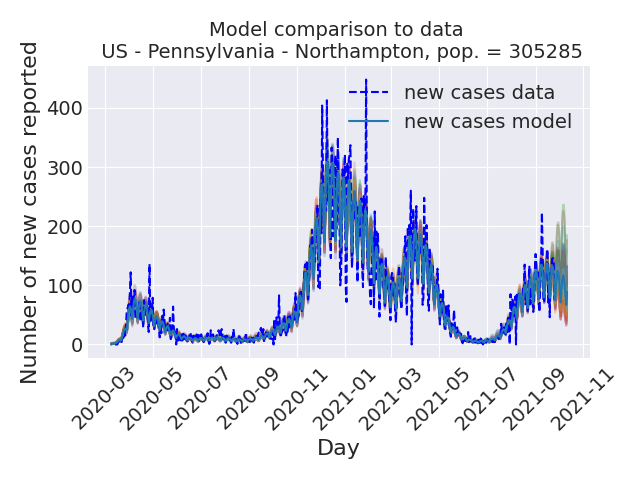 Model comparison to data
US - Pennsylvania - Northampton, pop. = 305285
Number of new cases reported
400
300
200
100
0
new cases data
new cases model
2020-03
2020-05
2020-07
2020-09
2020-11
2021-01
2021-03
2021-05
2021-07
2021-09
2021-11
Day